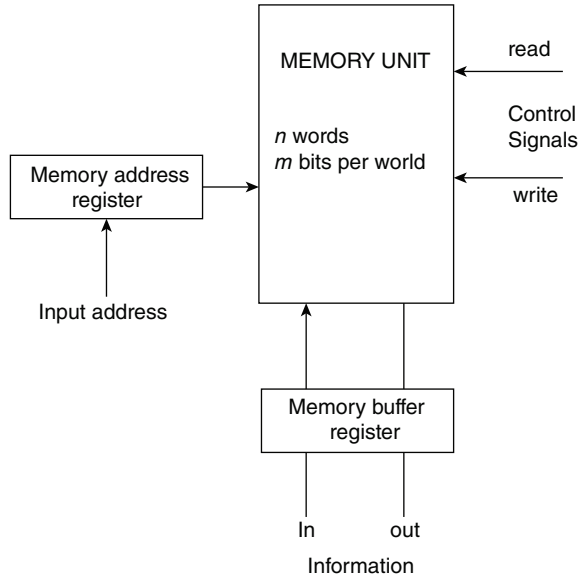 MEMORY UNIT
n words
m bits per world
read
Control
Signals
write
Memory address
register
Input address
Memory buffer
register
In
out
Information